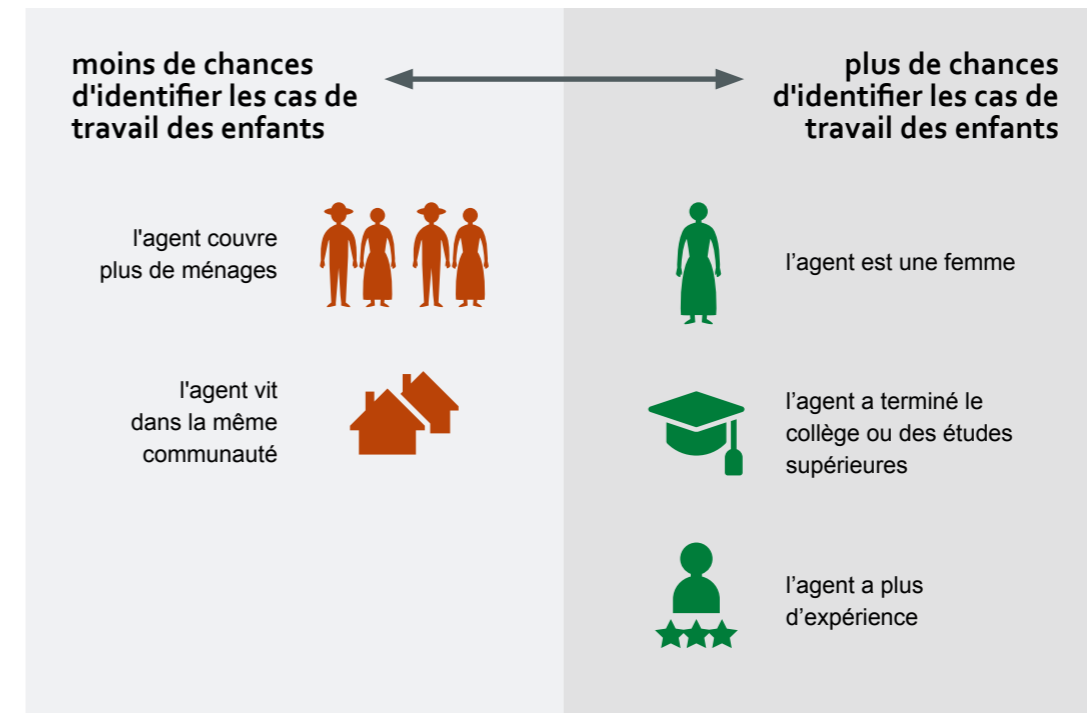 moins de chances
d'identifier les cas de
travail des enfants
plus de chances
d'identifier les cas de
travail des enfants
l'agent couvre
plus de ménages
l'agent vit
dans la même
communauté
l’agent est une femme
l’agent a terminé le
collège ou des études
supérieures
l’agent a plus
d’expérience